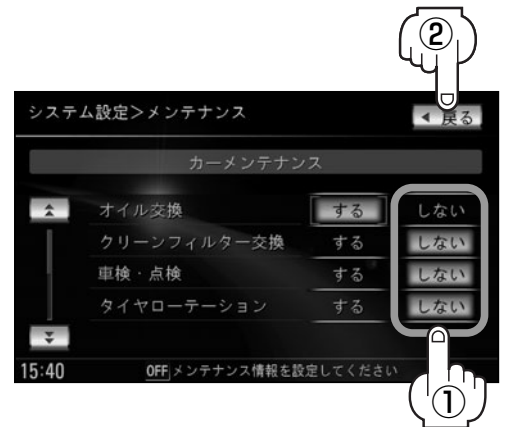 ②
システム設定>メンテナンス ◀ 戻る
カーメンテナンス
オイル交換 する しない
クリーンフィルター交換 する しない
車検・点検 する しない
タイヤローテーション する しない
15:40 OFF メンテナンス情報を設定してください
①